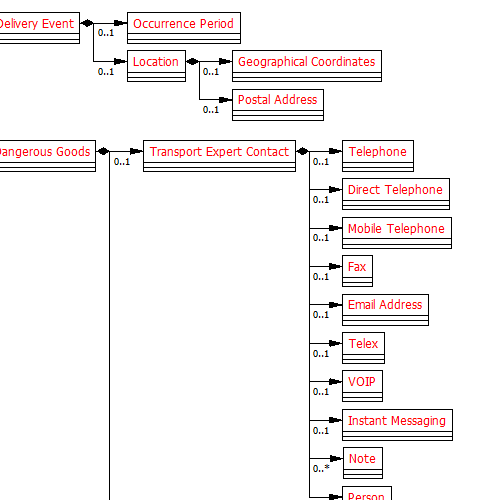 Delivery Event
Occurrence Period
0..1
Location
Geographical Coordinates
0..1
0..1
Postal Address
0..1
Dangerous Goods
Transport Expert Contact
Telephone
0..1
0..1
Direct Telephone
0..1
Mobile Telephone
0..1
Fax
0..1
Email Address
0..1
Telex
0..1
VOIP
0..1
Instant Messaging
0..1
Note
0..*
Person